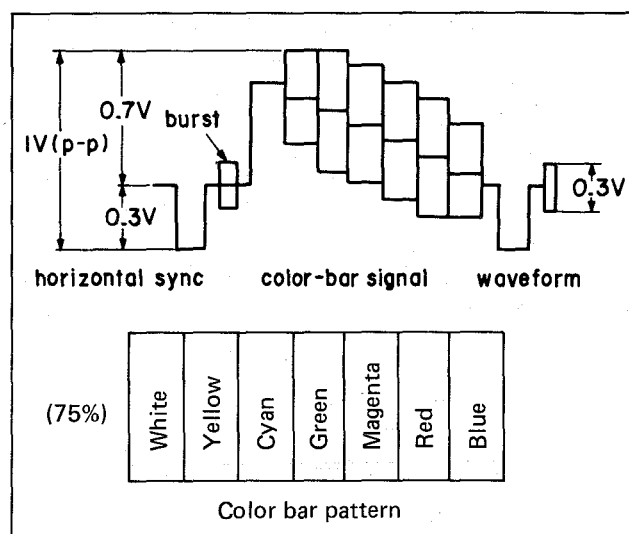 0.7V
burst
1V(p-p)
0.3V
0.3V
horizontal sync color-bar signal waveform
(75%)
White
Yellow
Cyan
Green
Magenta
Red
Blue
Color bar pattern